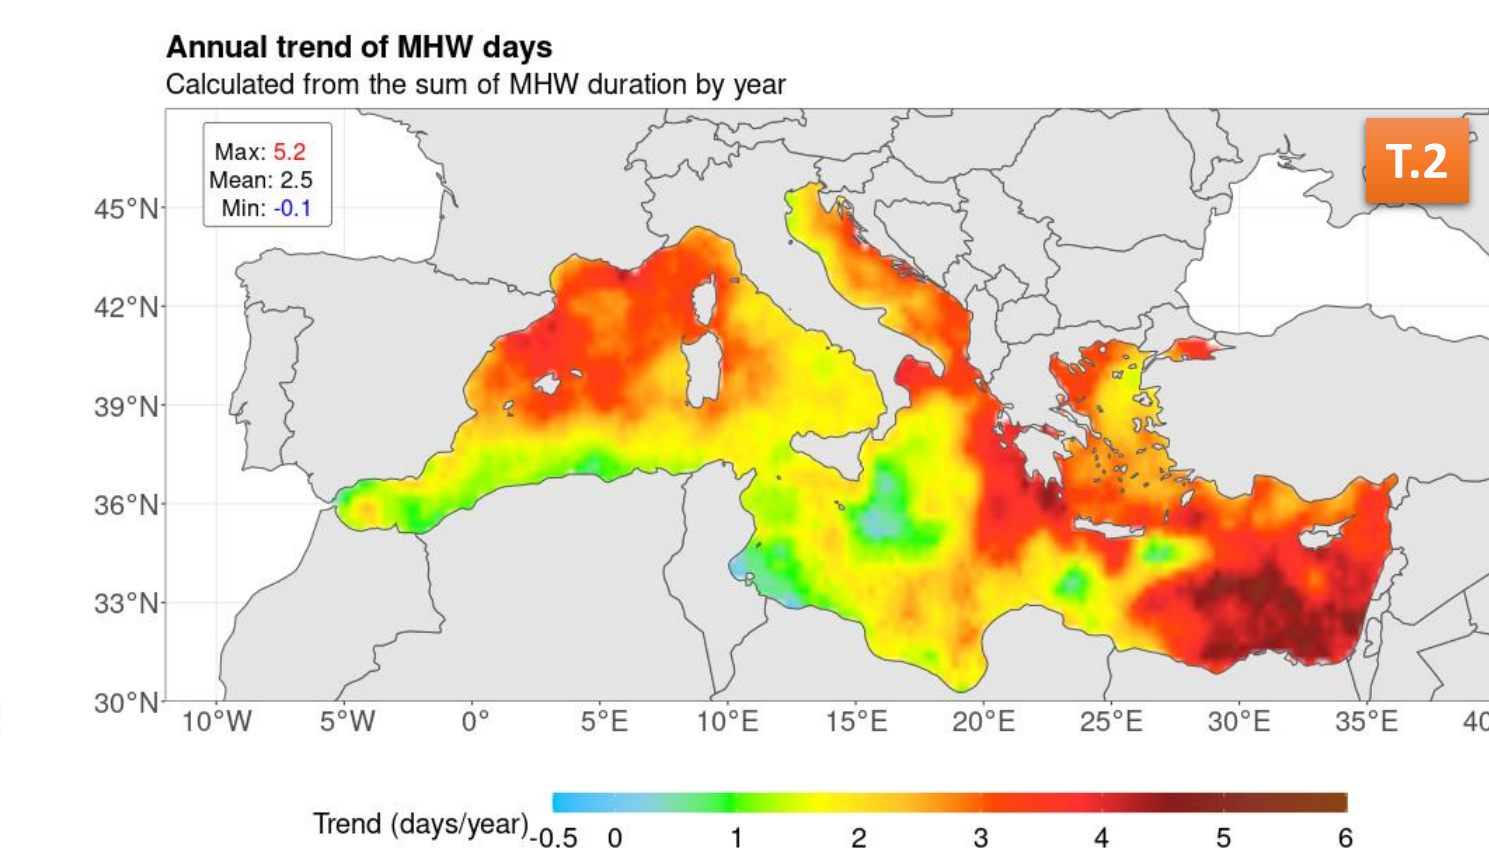 Annual trend of MHW days
Calculated from the sum of MHW duration by year
Max: 5.2
Mean: 2.5
Min: -0.1
T.2
45°N
42°N
39°N
36°N
33°N
30°N
10°W 5°W 0° 5°E 10°E 15°E 20°E 25°E 30°E 35°E 40
Trend (days/year)
-0.5 0 1 2 3 4 5 6